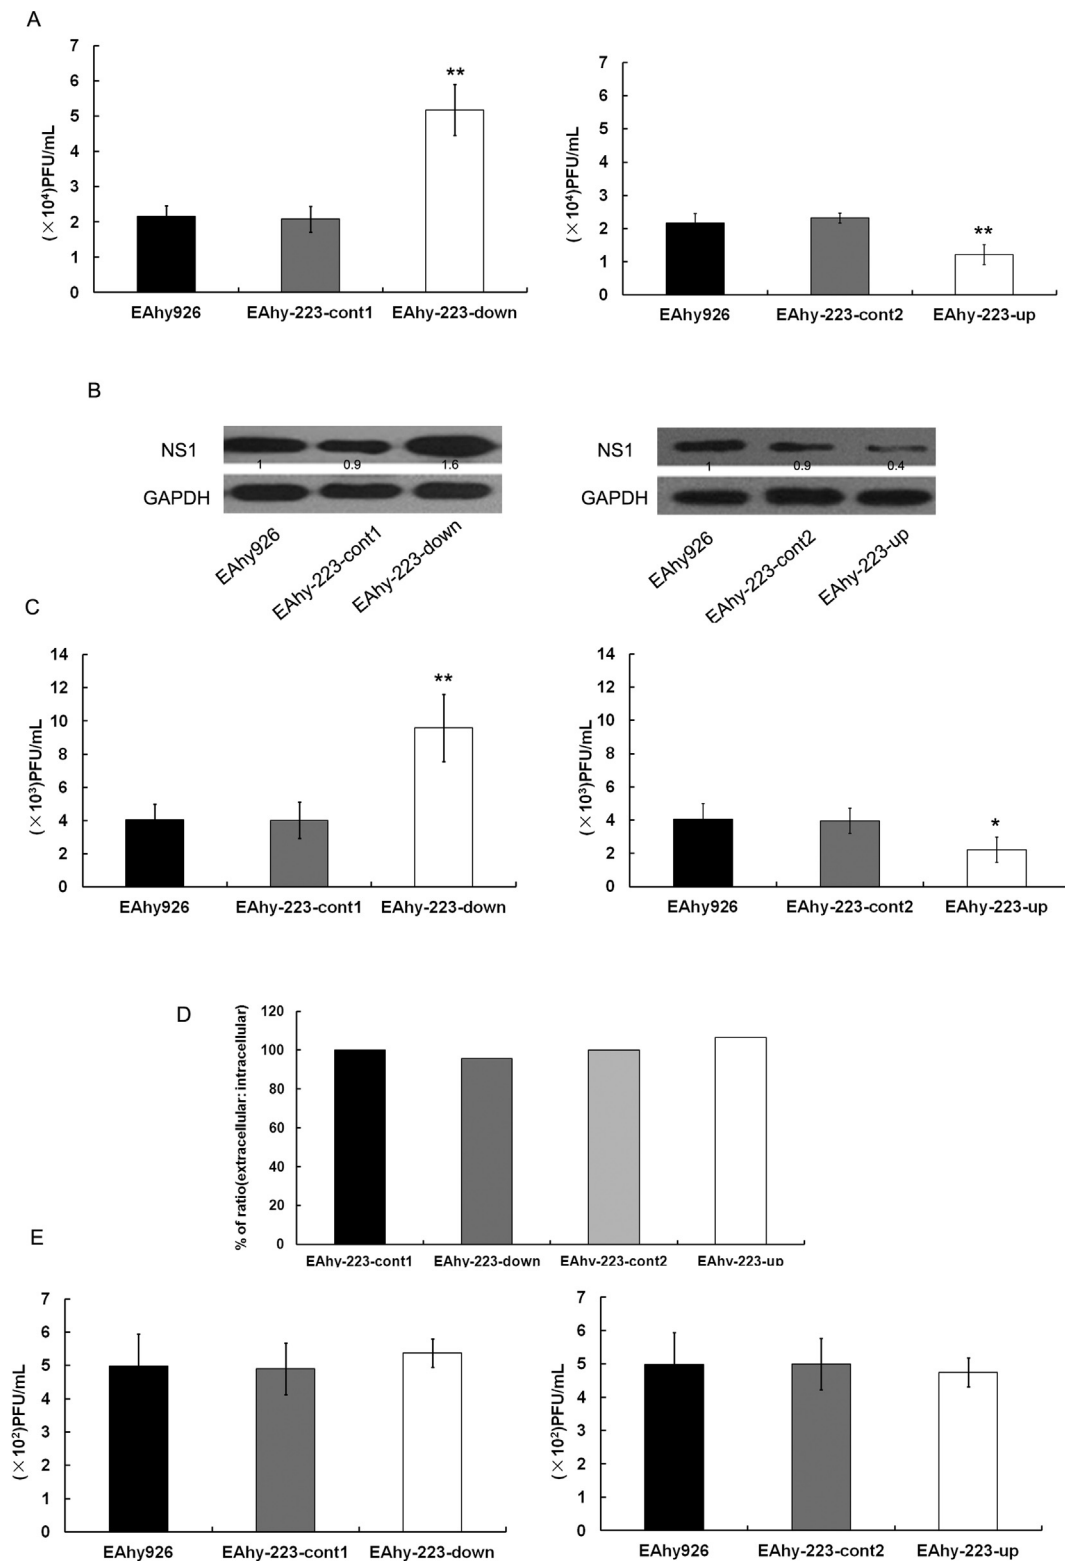 A
7
6
5
4
3
2
1
0
(×10⁴)PFU/mL
**
EAhy926 EAhy-223-cont1 EAhy-223-down
7
6
5
4
3
2
1
0
(×10⁴)PFU/mL
**
EAhy926 EAhy-223-cont2 EAhy-223-up
B
NS1
1 0.9 1.6
GAPDH
EAhy926 EAhy-223-cont1 EAhy-223-down
NS1
1 0.9 0.4
GAPDH
EAhy926 EAhy-223-cont2 EAhy-223-up
C
14
12
10
8
6
4
2
0
(×10³)PFU/mL
**
EAhy926 EAhy-223-cont1 EAhy-223-down
14
12
10
8
6
4
2
0
(×10³)PFU/mL
*
EAhy926 EAhy-223-cont2 EAhy-223-up
D
120
100
80
60
40
20
0
% of ratio(extracellular: intracellular)
EAhy-223-cont1 EAhy-223-down EAhy-223-cont2 EAhy-223-up
E
7
6
5
4
3
2
1
0
(×10²)PFU/mL
EAhy926 EAhy-223-cont1 EAhy-223-down
7
6
5
4
3
2
1
0
(×10²)PFU/mL
EAhy926 EAhy-223-cont2 EAhy-223-up